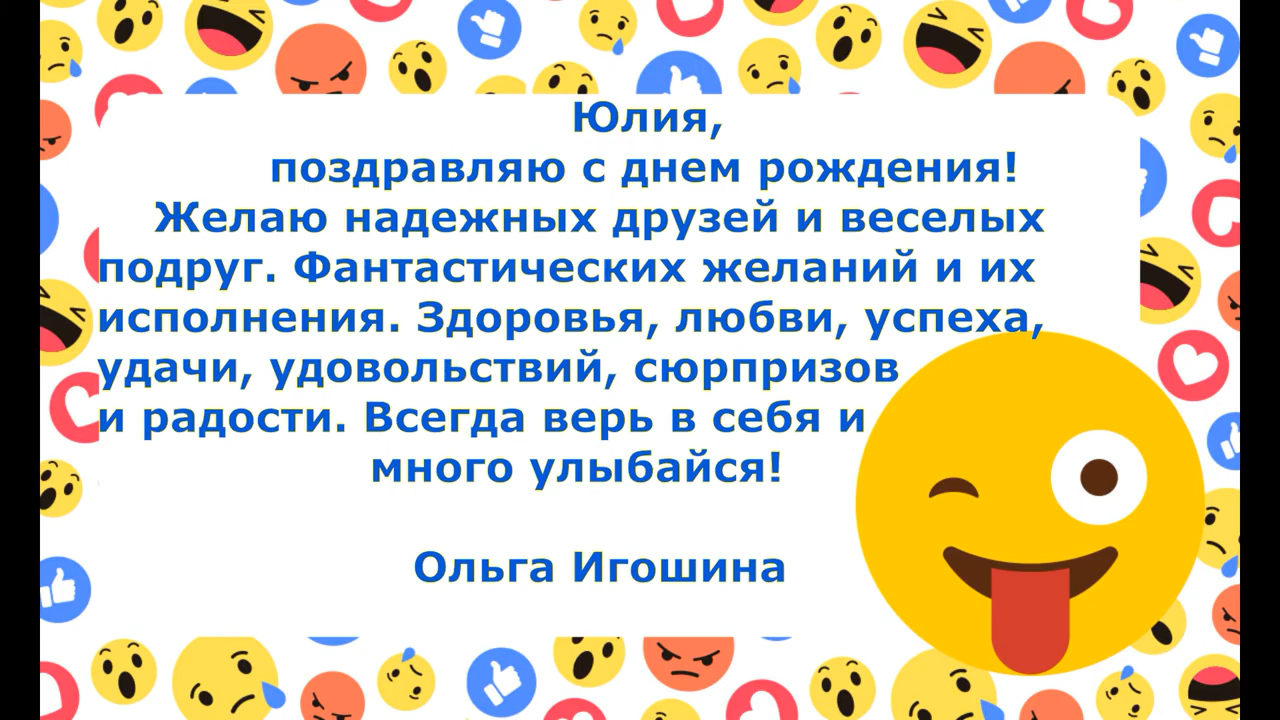 Юлия,
поздравляю с днем рождения!
Желаю надежных друзей и веселых
подруг. Фантастических желаний и их
исполнения. Здоровья, любви, успеха,
удачи, удовольствий, сюрпризов
и радости. Всегда верь в себя и
много улыбайся!
Ольга Игошина